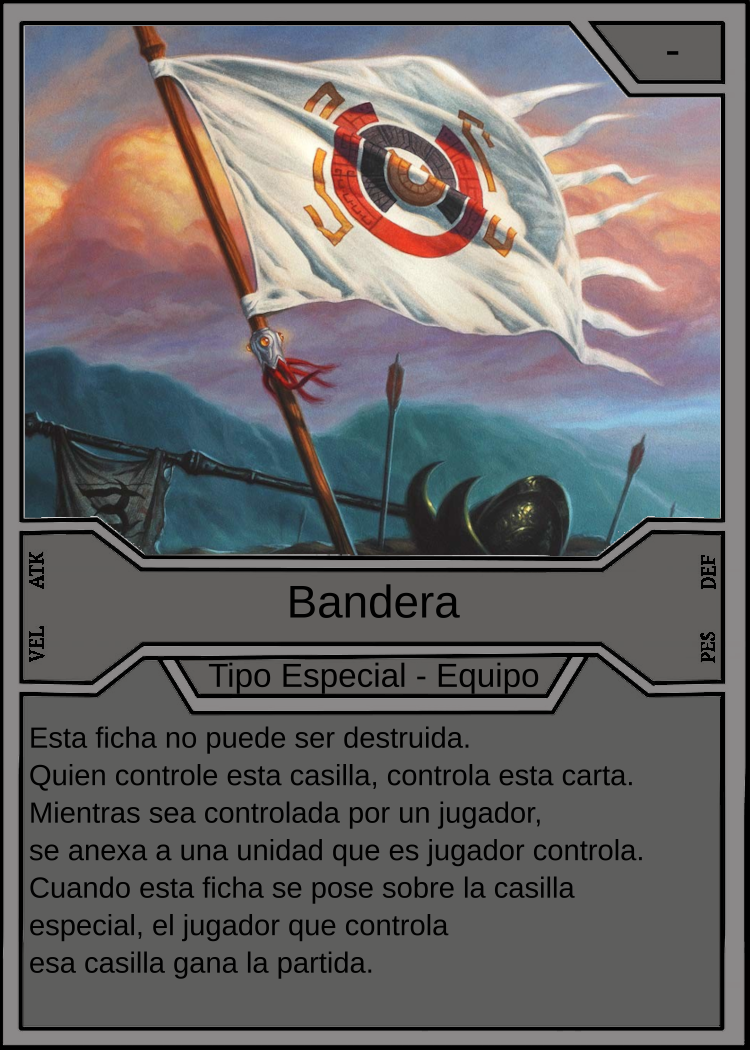 -
ATK
DEF
Bandera
VEL
PES
Tipo Especial - Equipo
Esta ficha no puede ser destruida.
Quien controle esta casilla, controla esta carta.
Mientras sea controlada por un jugador,
se anexa a una unidad que es jugador controla.
Cuando esta ficha se pose sobre la casilla
especial, el jugador que controla
esa casilla gana la partida.